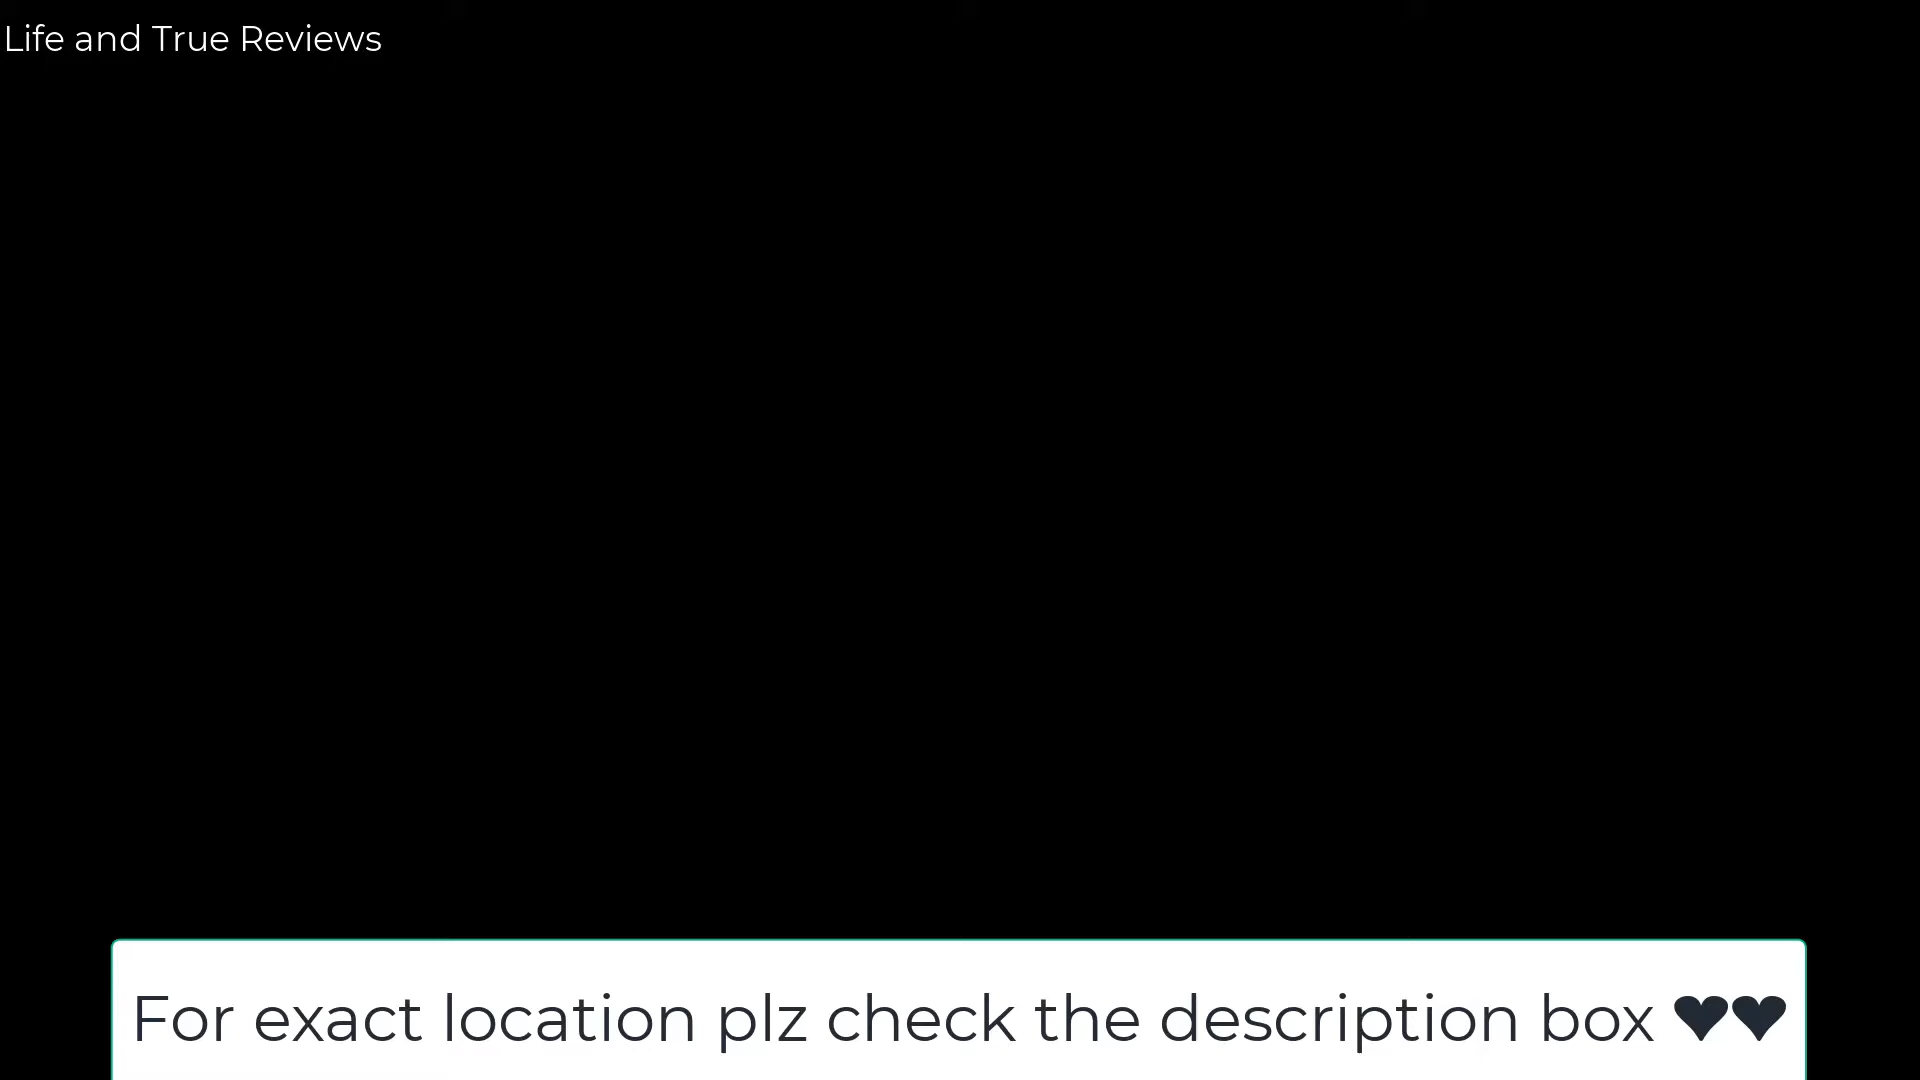 Life and True Reviews
For exact location plz check the description box ♥♥